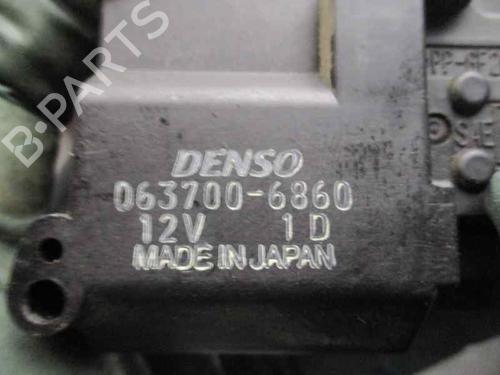 B-PARTS
DENSO
063700-6860
12V 1D
MADE IN JAPAN